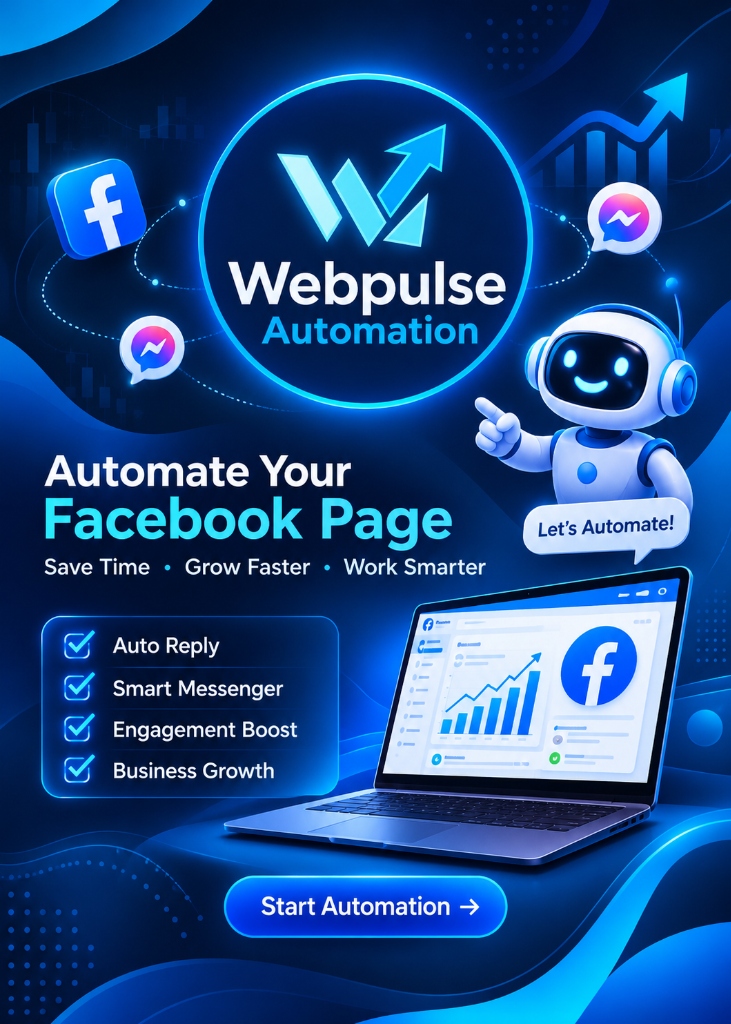 Webpulse
Automation
Let's Automate!
Automate Your
Facebook Page
Save Time • Grow Faster • Work Smarter
Auto Reply
Smart Messenger
Engagement Boost
Business Growth
Start Automation →